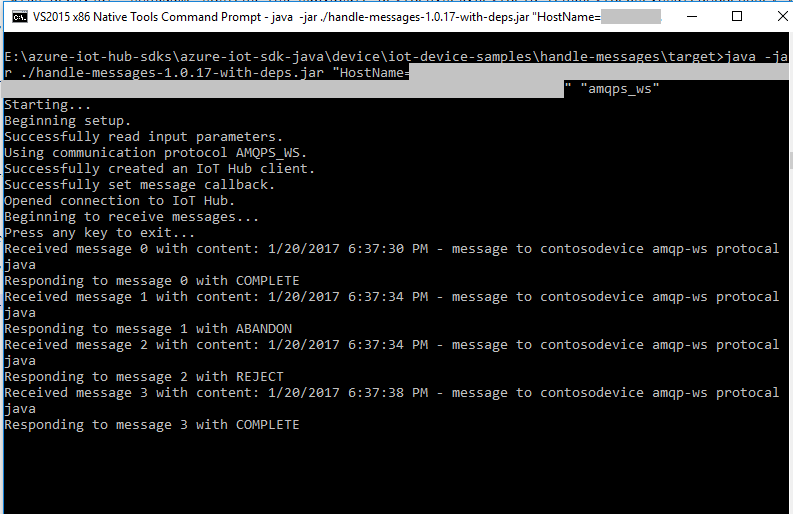 VS2015 x86 Native Tools Command Prompt - java -jar ./handle-messages-1.0.17-with-deps.jar "HostName=
E:\azure-iot-hub-sdks\azure-iot-sdk-java\device\iot-device-samples\handle-messages\target>java -ja
r ./handle-messages-1.0.17-with-deps.jar "HostName=
" "amqps_ws"
Starting...
Beginning setup.
Successfully read input parameters.
Using communication protocol AMQPS_WS.
Successfully created an IoT Hub client.
Successfully set message callback.
Opened connection to IoT Hub.
Beginning to receive messages...
Press any key to exit...
Received message 0 with content: 1/20/2017 6:37:30 PM - message to contosodevice amqp-ws protocal
java
Responding to message 0 with COMPLETE
Received message 1 with content: 1/20/2017 6:37:34 PM - message to contosodevice amqp-ws protocal
java
Responding to message 1 with ABANDON
Received message 2 with content: 1/20/2017 6:37:34 PM - message to contosodevice amqp-ws protocal
java
Responding to message 2 with REJECT
Received message 3 with content: 1/20/2017 6:37:38 PM - message to contosodevice amqp-ws protocal
java
Responding to message 3 with COMPLETE